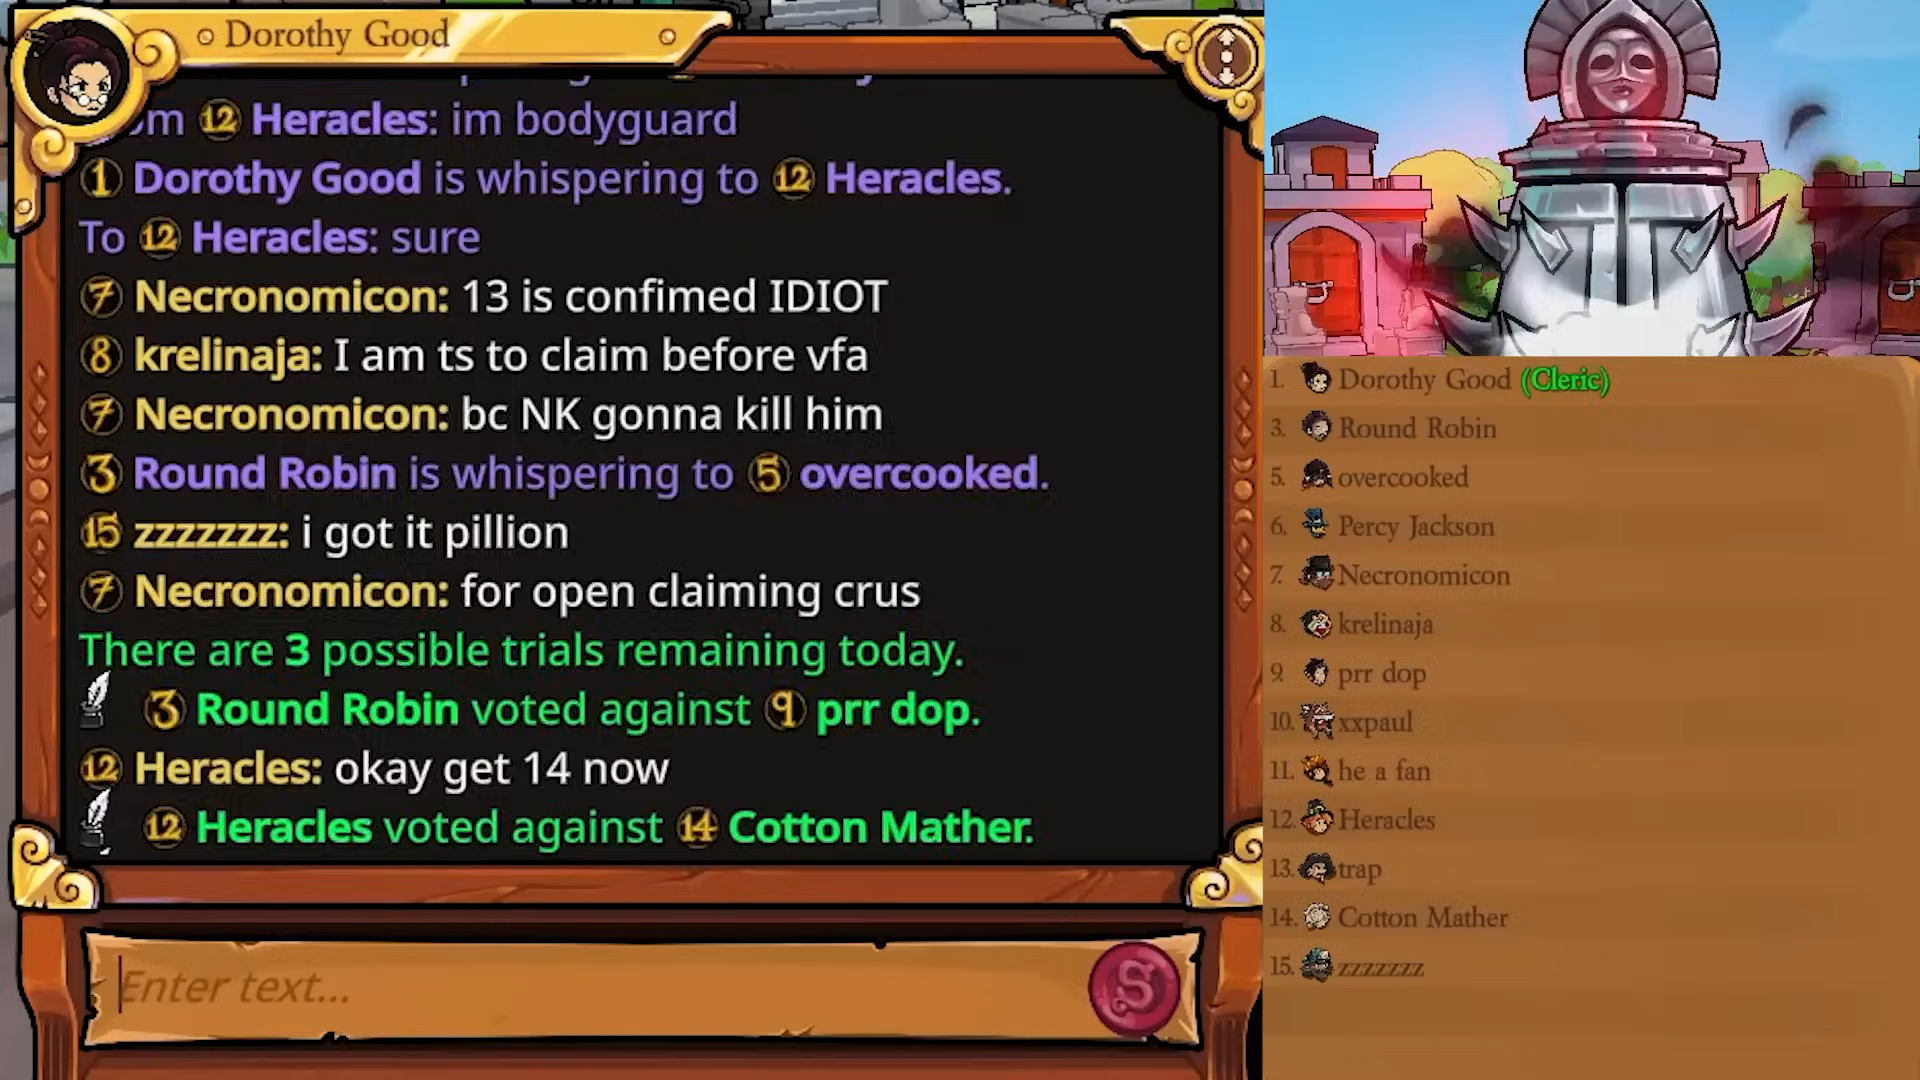 Dorothy Good
12 Heracles: im bodyguard
1 Dorothy Good is whispering to 12 Heracles.
To 12 Heracles: sure
7 Necronomicon: 13 is confimed IDIOT
8 krelinaja: I am ts to claim before vfa
7 Necronomicon: bc NK gonna kill him
3 Round Robin is whispering to 5 overcooked.
15 zzzzzzz: i got it pillion
7 Necronomicon: for open claiming crus
There are 3 possible trials remaining today.
3 Round Robin voted against 9 prr dop.
12 Heracles: okay get 14 now
12 Heracles voted against 14 Cotton Mather.
Enter text...
S
1. Dorothy Good (Cleric)
3. Round Robin
5. overcooked
6. Percy Jackson
7. Necronomicon
8. krelinaja
9. prr dop
10. xxpaul
11. he a fan
12. Heracles
13. trap
14. Cotton Mather
15. zzzzzzz